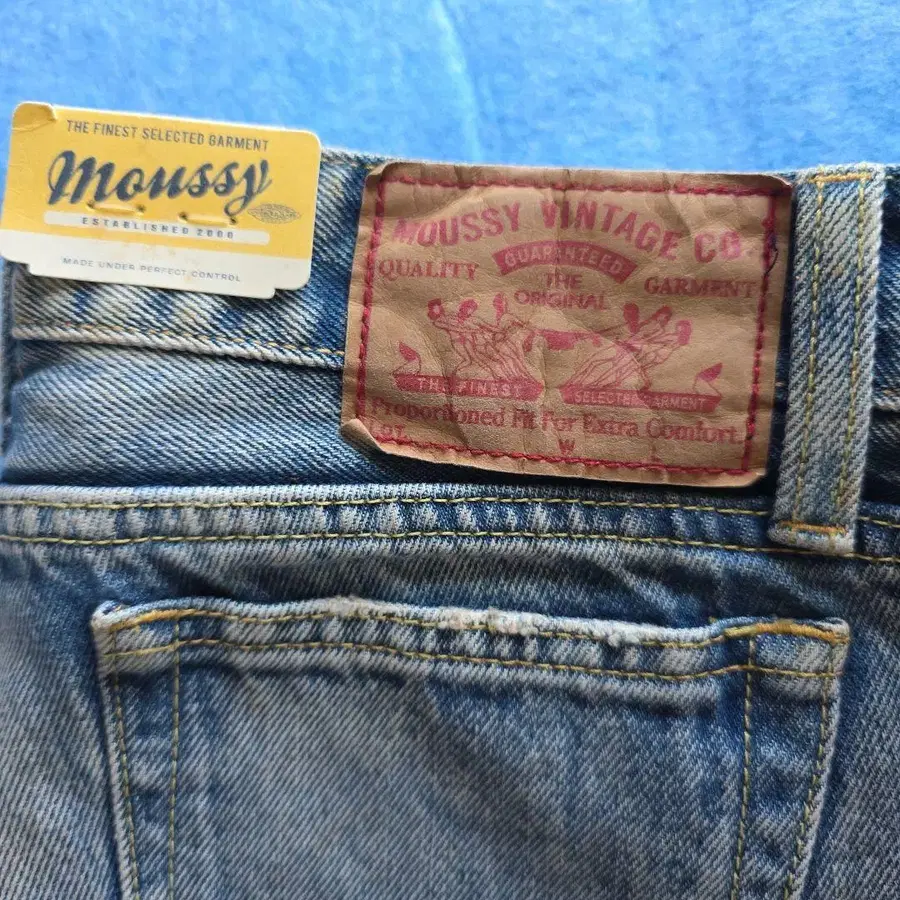 THE FINEST SELECTED GARMENT
moussy
ESTABLISHED 2000
MADE UNDER PERFECT CONTROL
MOUSSY VINTAGE CO.
GUARANTEED
QUALITY THE GARMENT
ORIGINAL
THE FINEST SELECTED GARMENT
Proportioned Fit For Extra Comfort.
LOT W L